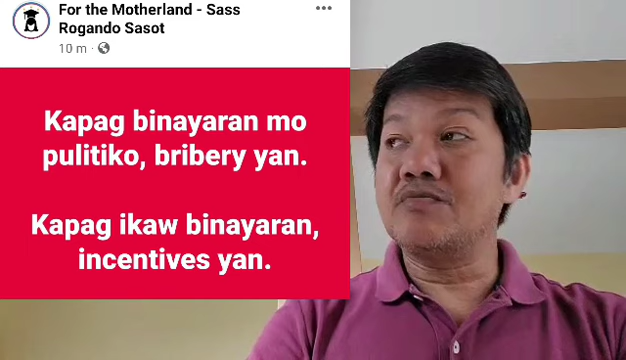 For the Motherland - Sass
Rogando Sasot
10 m ·
Kapag binayaran mo
pulitiko, bribery yan.
Kapag ikaw binayaran,
incentives yan.